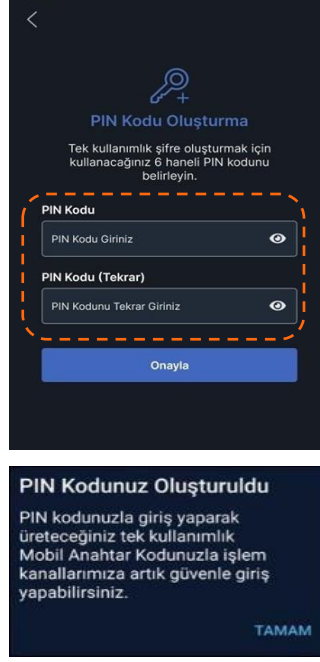 PIN Kodu Oluşturma
Tek kullanımlık şifre oluşturmak için
kullanacağınız 6 haneli PIN kodunu
belirleyin.
PIN Kodu
PIN Kodu Giriniz
PIN Kodu (Tekrar)
PIN Kodunu Tekrar Giriniz
Onayla
PIN Kodunuz Oluşturuldu
PIN kodunuzla giriş yaparak
üreteceğiniz tek kullanımlık
Mobil Anahtar Kodunuzla işlem
kanallarımıza artık güvenle giriş
yapabilirsiniz.
TAMAM